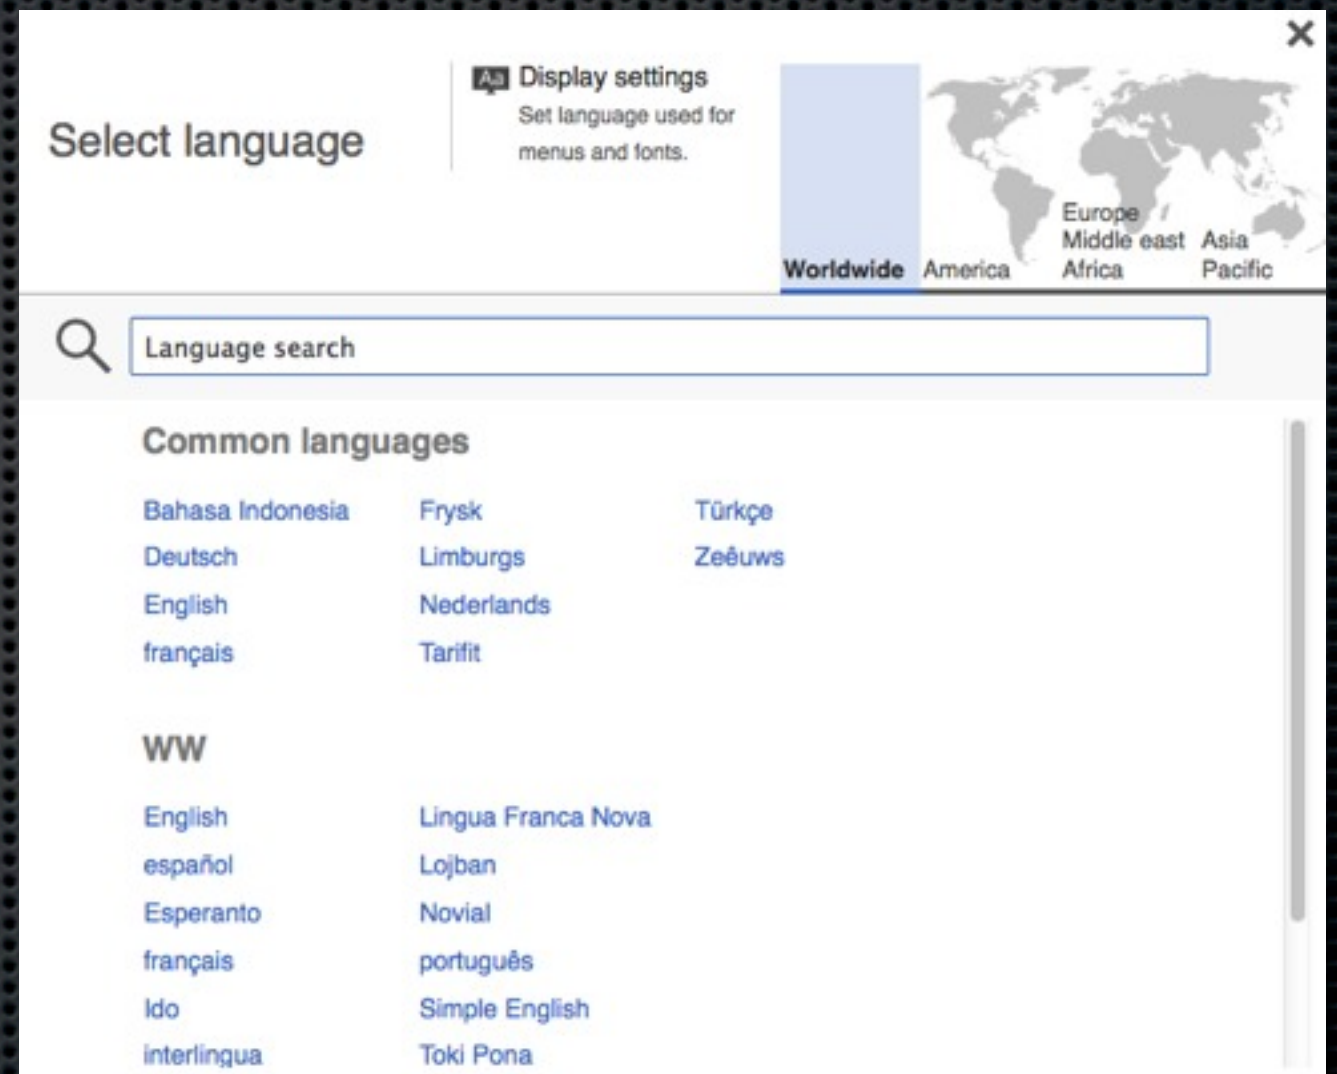 Select language
Display settings
Set language used for
menus and fonts.
Worldwide
America
Europe
Middle east
Africa
Asia
Pacific
Language search
Common languages
Bahasa Indonesia
Deutsch
English
français
Frysk
Limburgs
Nederlands
Tarifit
Türkçe
Zeêuws
WW
English
español
Esperanto
français
Ido
interlingua
Lingua Franca Nova
Lojban
Novial
português
Simple English
Toki Pona